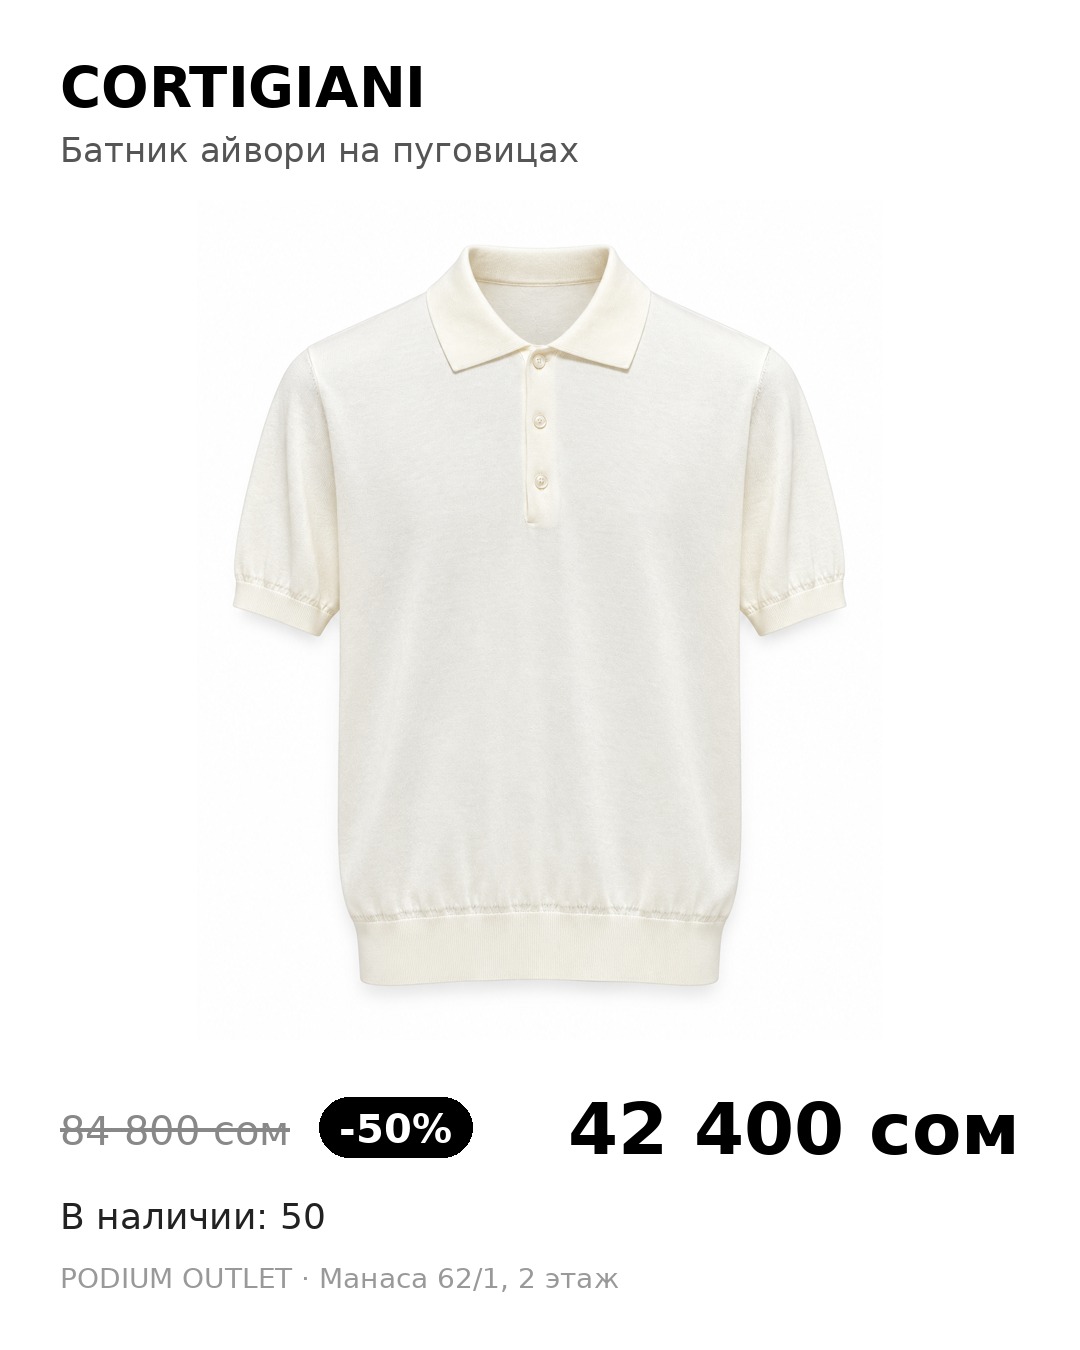 CORTIGIANI
Батник айвори на пуговицах
84 800 сом -50% 42 400 сом
В наличии: 50
PODIUM OUTLET · Манаса 62/1, 2 этаж